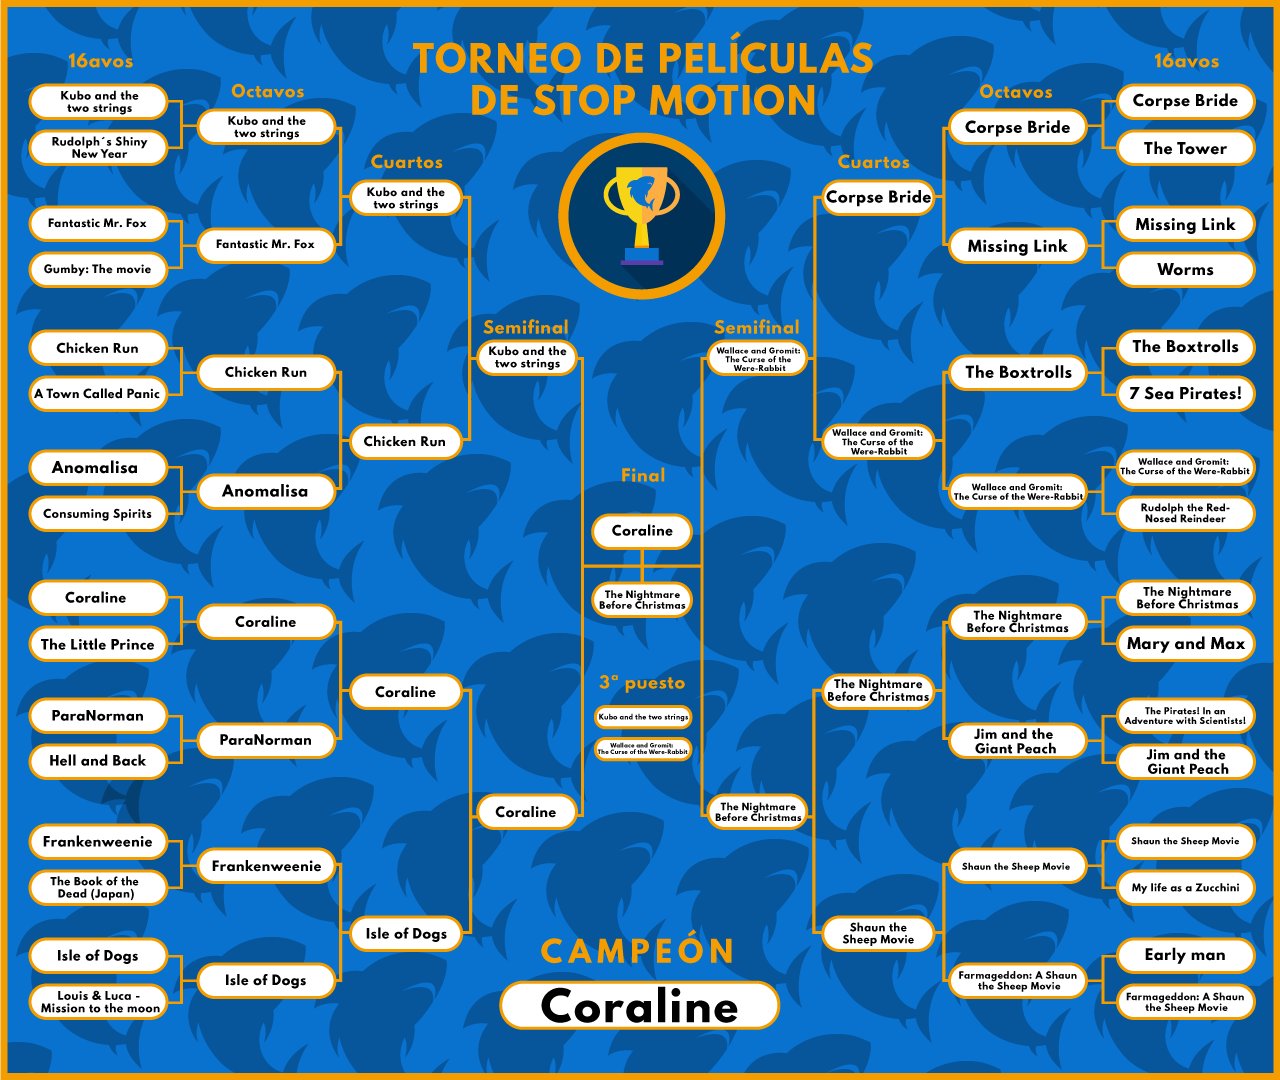 TORNEO DE PELÍCULAS
DE STOP MOTION
16avos
Kubo and the
two strings
Rudolph´s Shiny
New Year
Fantastic Mr. Fox
Gumby: The movie
Chicken Run
A Town Called Panic
Anomalisa
Consuming Spirits
Coraline
The Little Prince
ParaNorman
Hell and Back
Frankenweenie
The Book of the
Dead (Japan)
Isle of Dogs
Louis & Luca -
Mission to the moon
Octavos
Kubo and the
two strings
Fantastic Mr. Fox
Chicken Run
Anomalisa
Coraline
ParaNorman
Frankenweenie
Isle of Dogs
Cuartos
Kubo and the
two strings
Chicken Run
Coraline
Isle of Dogs
Semifinal
Kubo and the
two strings
Coraline
Final
Coraline
The Nightmare
Before Christmas
3ª puesto
Kubo and the two strings
Wallace and Gromit:
The Curse of the Were-Rabbit
CAMPEÓN
Coraline
Semifinal
Wallace and Gromit:
The Curse of the
Were-Rabbit
The Nightmare
Before Christmas
Cuartos
Corpse Bride
Wallace and Gromit:
The Curse of the
Were-Rabbit
The Nightmare
Before Christmas
Shaun the
Sheep Movie
Octavos
Corpse Bride
Missing Link
The Boxtrolls
Wallace and Gromit:
The Curse of the Were-Rabbit
The Nightmare
Before Christmas
Jim and the
Giant Peach
Shaun the Sheep Movie
Farmageddon: A Shaun
the Sheep Movie
16avos
Corpse Bride
The Tower
Missing Link
Worms
The Boxtrolls
7 Sea Pirates!
Wallace and Gromit:
The Curse of the Were-Rabbit
Rudolph the Red-
Nosed Reindeer
The Nightmare
Before Christmas
Mary and Max
The Pirates! In an
Adventure with Scientists!
Jim and the
Giant Peach
Shaun the Sheep Movie
My life as a Zucchini
Early man
Farmageddon: A Shaun
the Sheep Movie